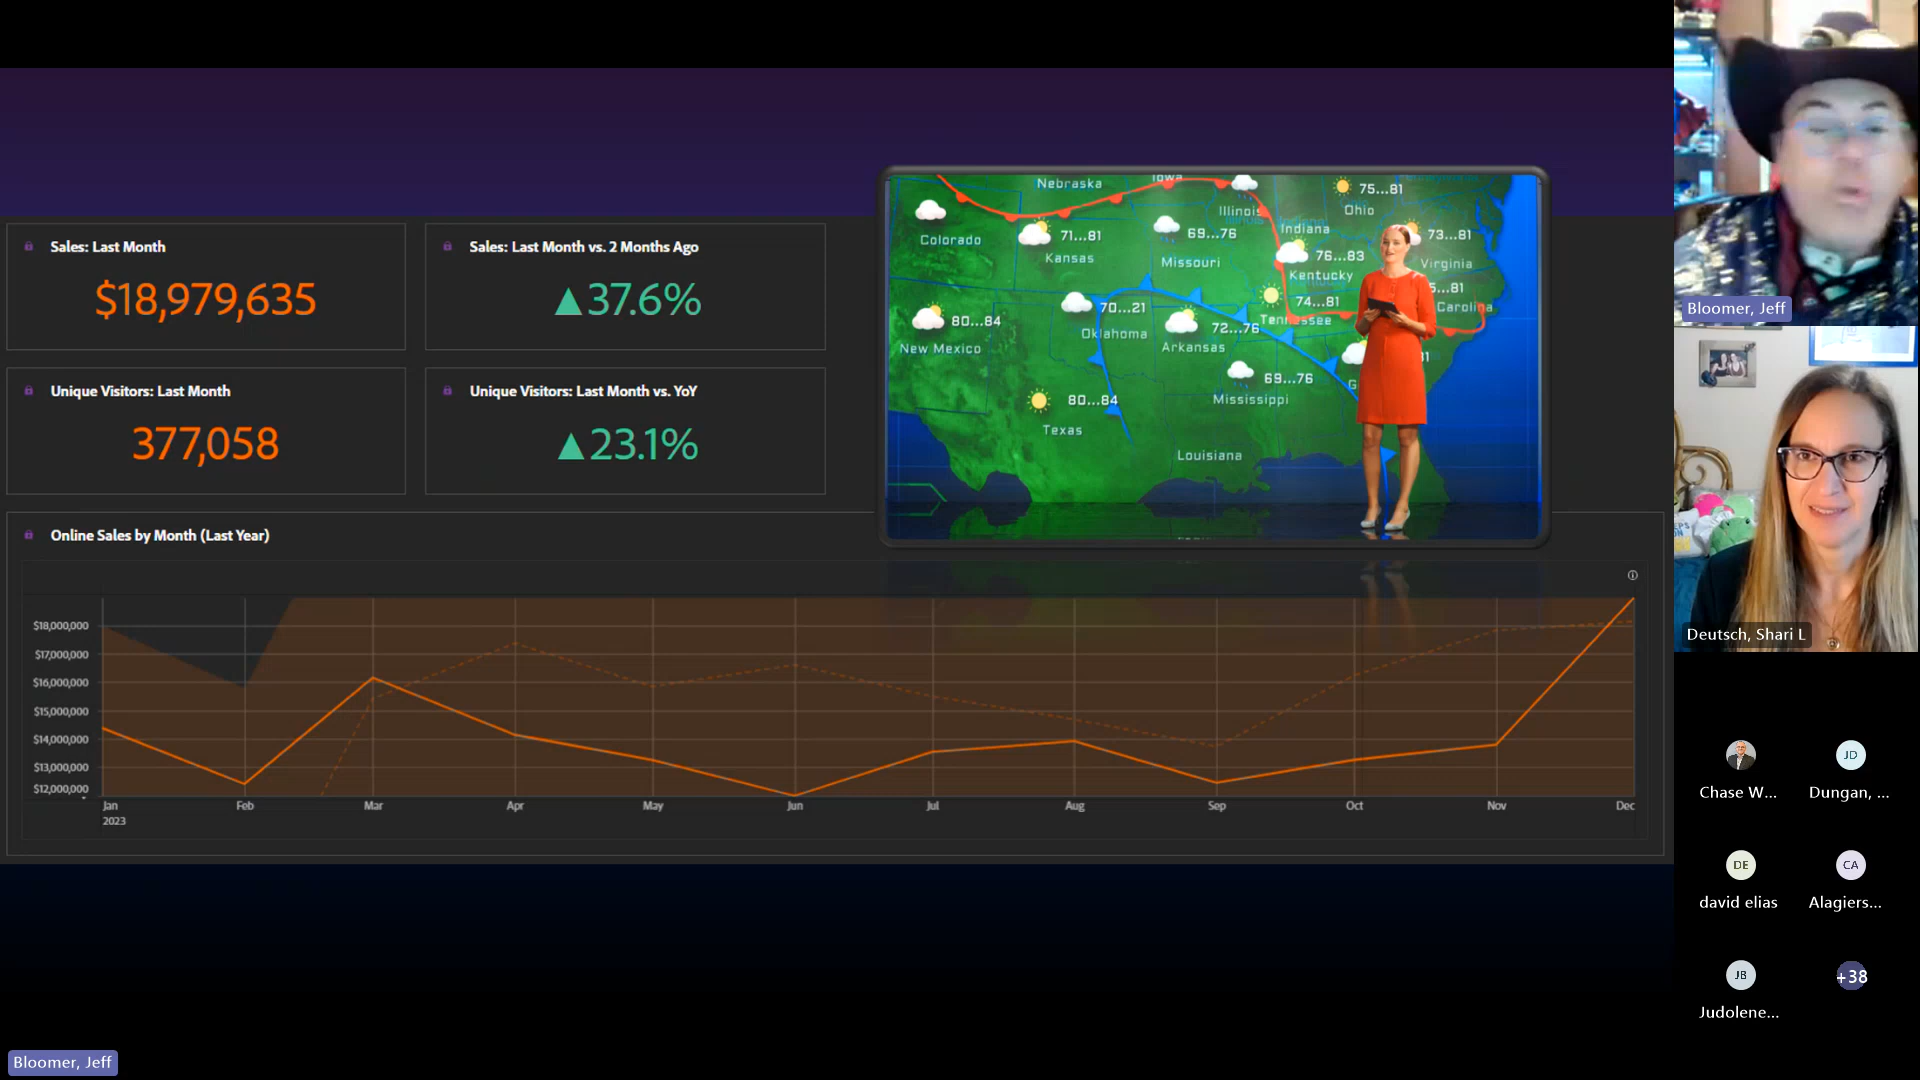 Sales: Last Month
$18,979,635
Sales: Last Month vs. 2 Months Ago
▲37.6%
Unique Visitors: Last Month
377,058
Unique Visitors: Last Month vs. YoY
▲23.1%
Nebraska
Iowa
75...81
Ohio
Illinois
Colorado
71...81
Kansas
69...76
Missouri
Indiana
76...83
Kentucky
73...81
Virginia
80...84
New Mexico
70...21
Oklahoma
72...76
Arkansas
74...81
Tennessee
5...81
Carolina
80...84
Texas
69...76
Mississippi
Louisiana
Online Sales by Month (Last Year)
$18,000,000
$17,000,000
$16,000,000
$15,000,000
$14,000,000
$13,000,000
$12,000,000
Jan Feb Mar Apr May Jun Jul Aug Sep Oct Nov Dec
2023
Bloomer, Jeff
Bloomer, Jeff
Deutsch, Shari L
JD
Chase W... Dungan, ...
DE CA
david elias Alagiers...
JB +38
Judolene...